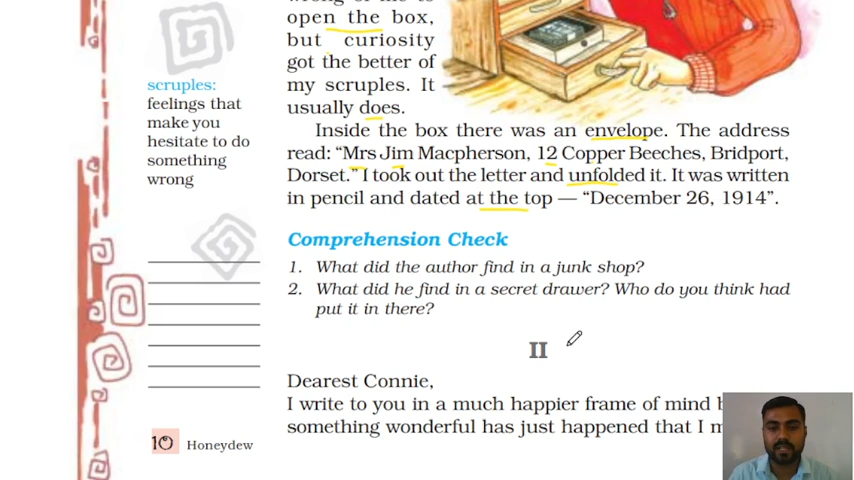 open the box,
but curiosity
got the better of
my scruples. It
usually does.
scruples:
feelings that
make you
hesitate to do
something
wrong
Inside the box there was an envelope. The address
read: “Mrs Jim Macpherson, 12 Copper Beeches, Bridport,
Dorset.” I took out the letter and unfolded it. It was written
in pencil and dated at the top — “December 26, 1914”.
Comprehension Check
1. What did the author find in a junk shop?
2. What did he find in a secret drawer? Who do you think had
put it in there?
II
Dearest Connie,
I write to you in a much happier frame of mind
something wonderful has just happened that I
10 Honeydew